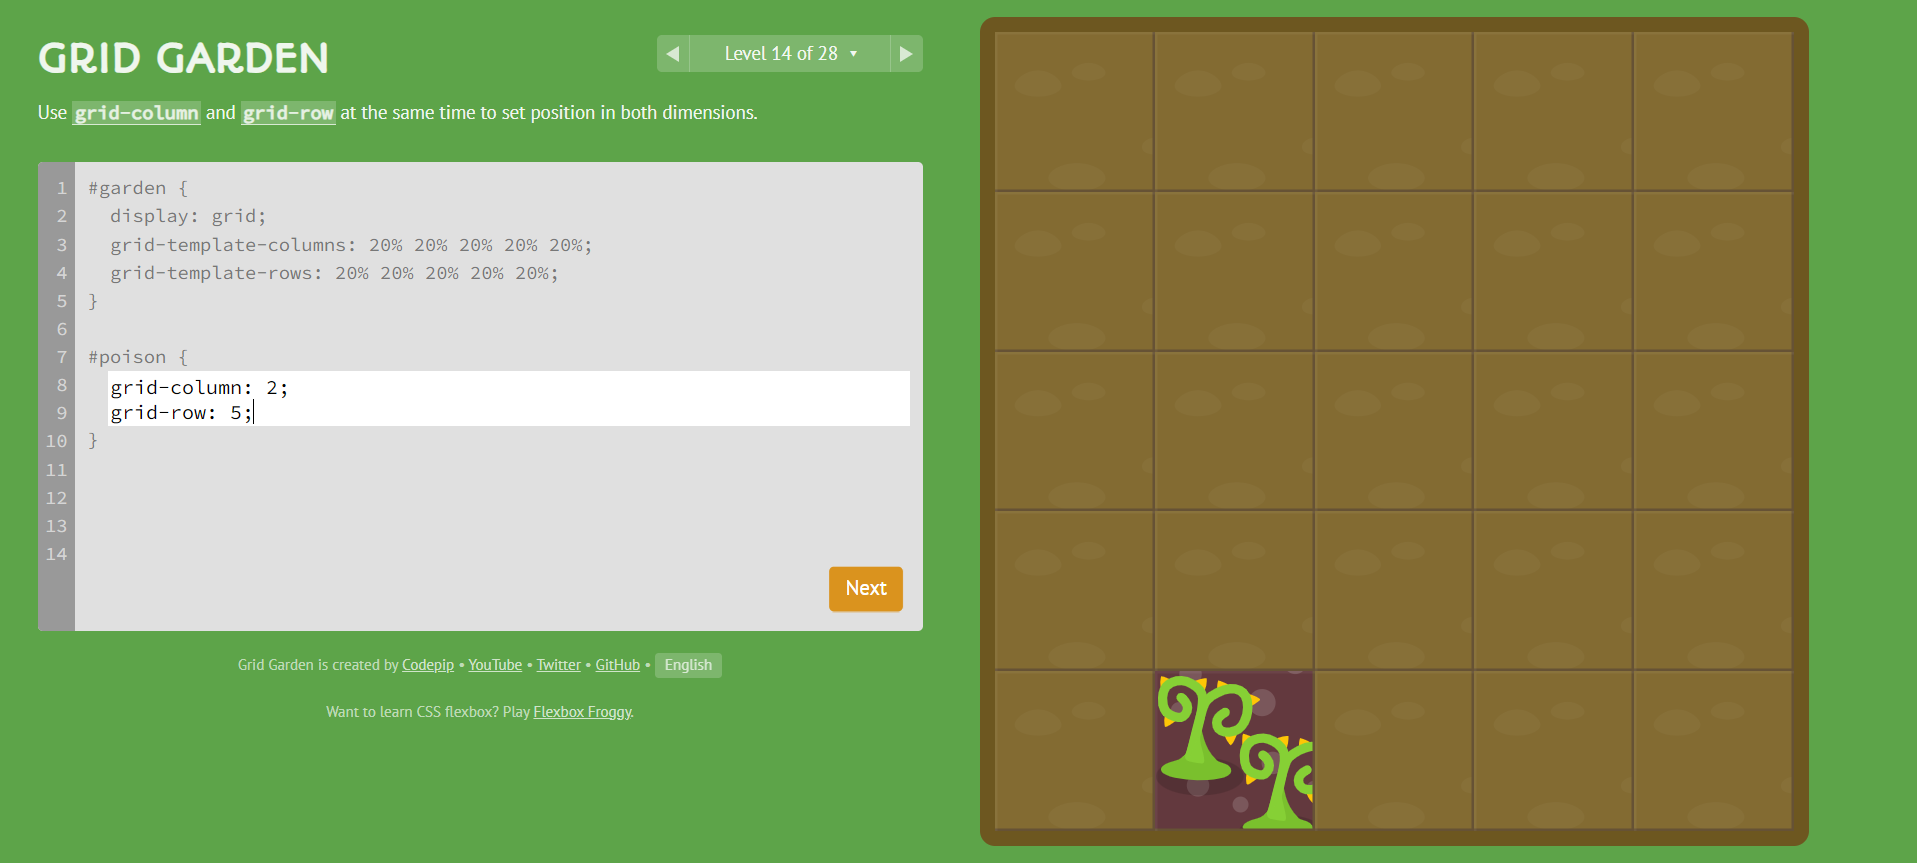 GRID GARDEN
◀ Level 14 of 28 ▼ ▶
Use grid-column and grid-row at the same time to set position in both dimensions.
1 #garden {
2 display: grid;
3 grid-template-columns: 20% 20% 20% 20% 20%;
4 grid-template-rows: 20% 20% 20% 20% 20%;
5 }
6
7 #poison {
8 grid-column: 2;
9 grid-row: 5;
10 }
11
12
13
14
Next
Grid Garden is created by Codepip • YouTube • Twitter • GitHub • English
Want to learn CSS flexbox? Play Flexbox Froggy.